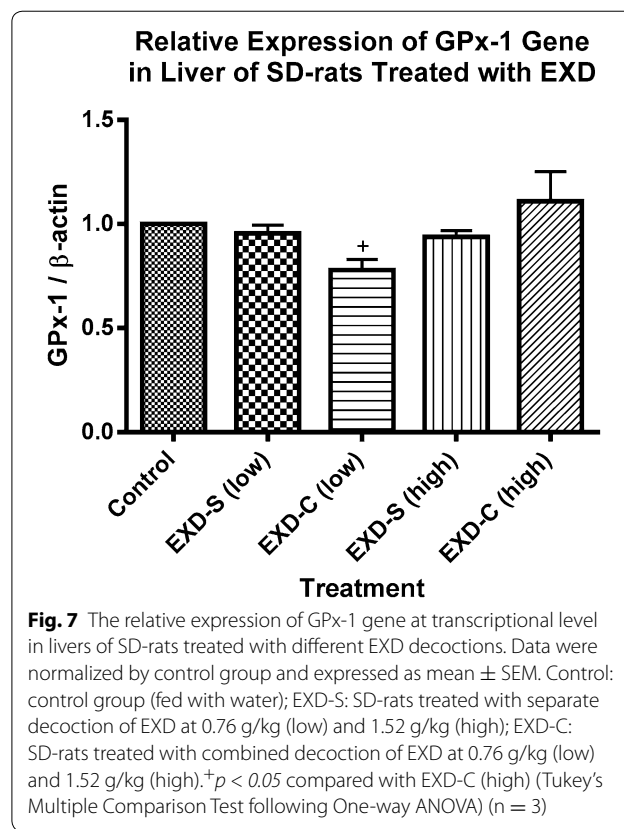 Relative Expression of GPx-1 Gene
in Liver of SD-rats Treated with EXD
1.5
1.0
0.5
0.0
GPx-1 / β-actin
+
Control
EXD-S (low)
EXD-C (low)
EXD-S (high)
EXD-C (high)
Treatment
Fig. 7 The relative expression of GPx-1 gene at transcriptional level
in livers of SD-rats treated with different EXD decoctions. Data were
normalized by control group and expressed as mean ± SEM. Control:
control group (fed with water); EXD-S: SD-rats treated with separate
decoction of EXD at 0.76 g/kg (low) and 1.52 g/kg (high); EXD-C:
SD-rats treated with combined decoction of EXD at 0.76 g/kg (low)
and 1.52 g/kg (high).+p < 0.05 compared with EXD-C (high) (Tukey’s
Multiple Comparison Test following One-way ANOVA) (n = 3)